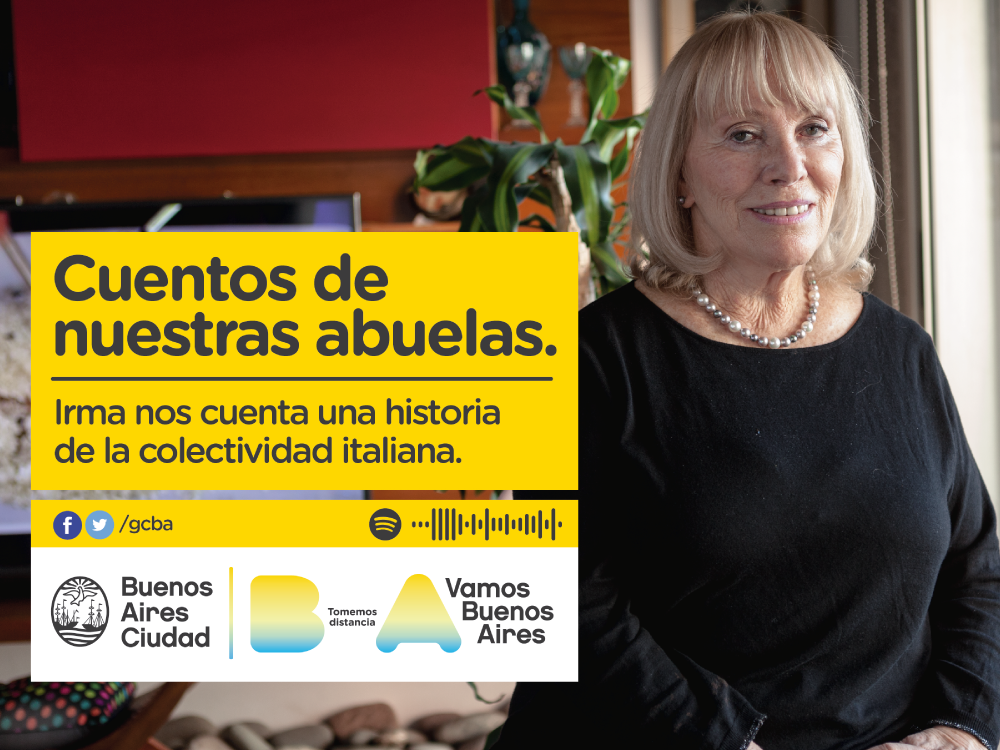 Cuentos de
nuestras abuelas.
Irma nos cuenta una historia
de la colectividad italiana.
/gcba
Buenos
Aires
Ciudad
BA
Tomemos
distancia
Vamos
Buenos
Aires